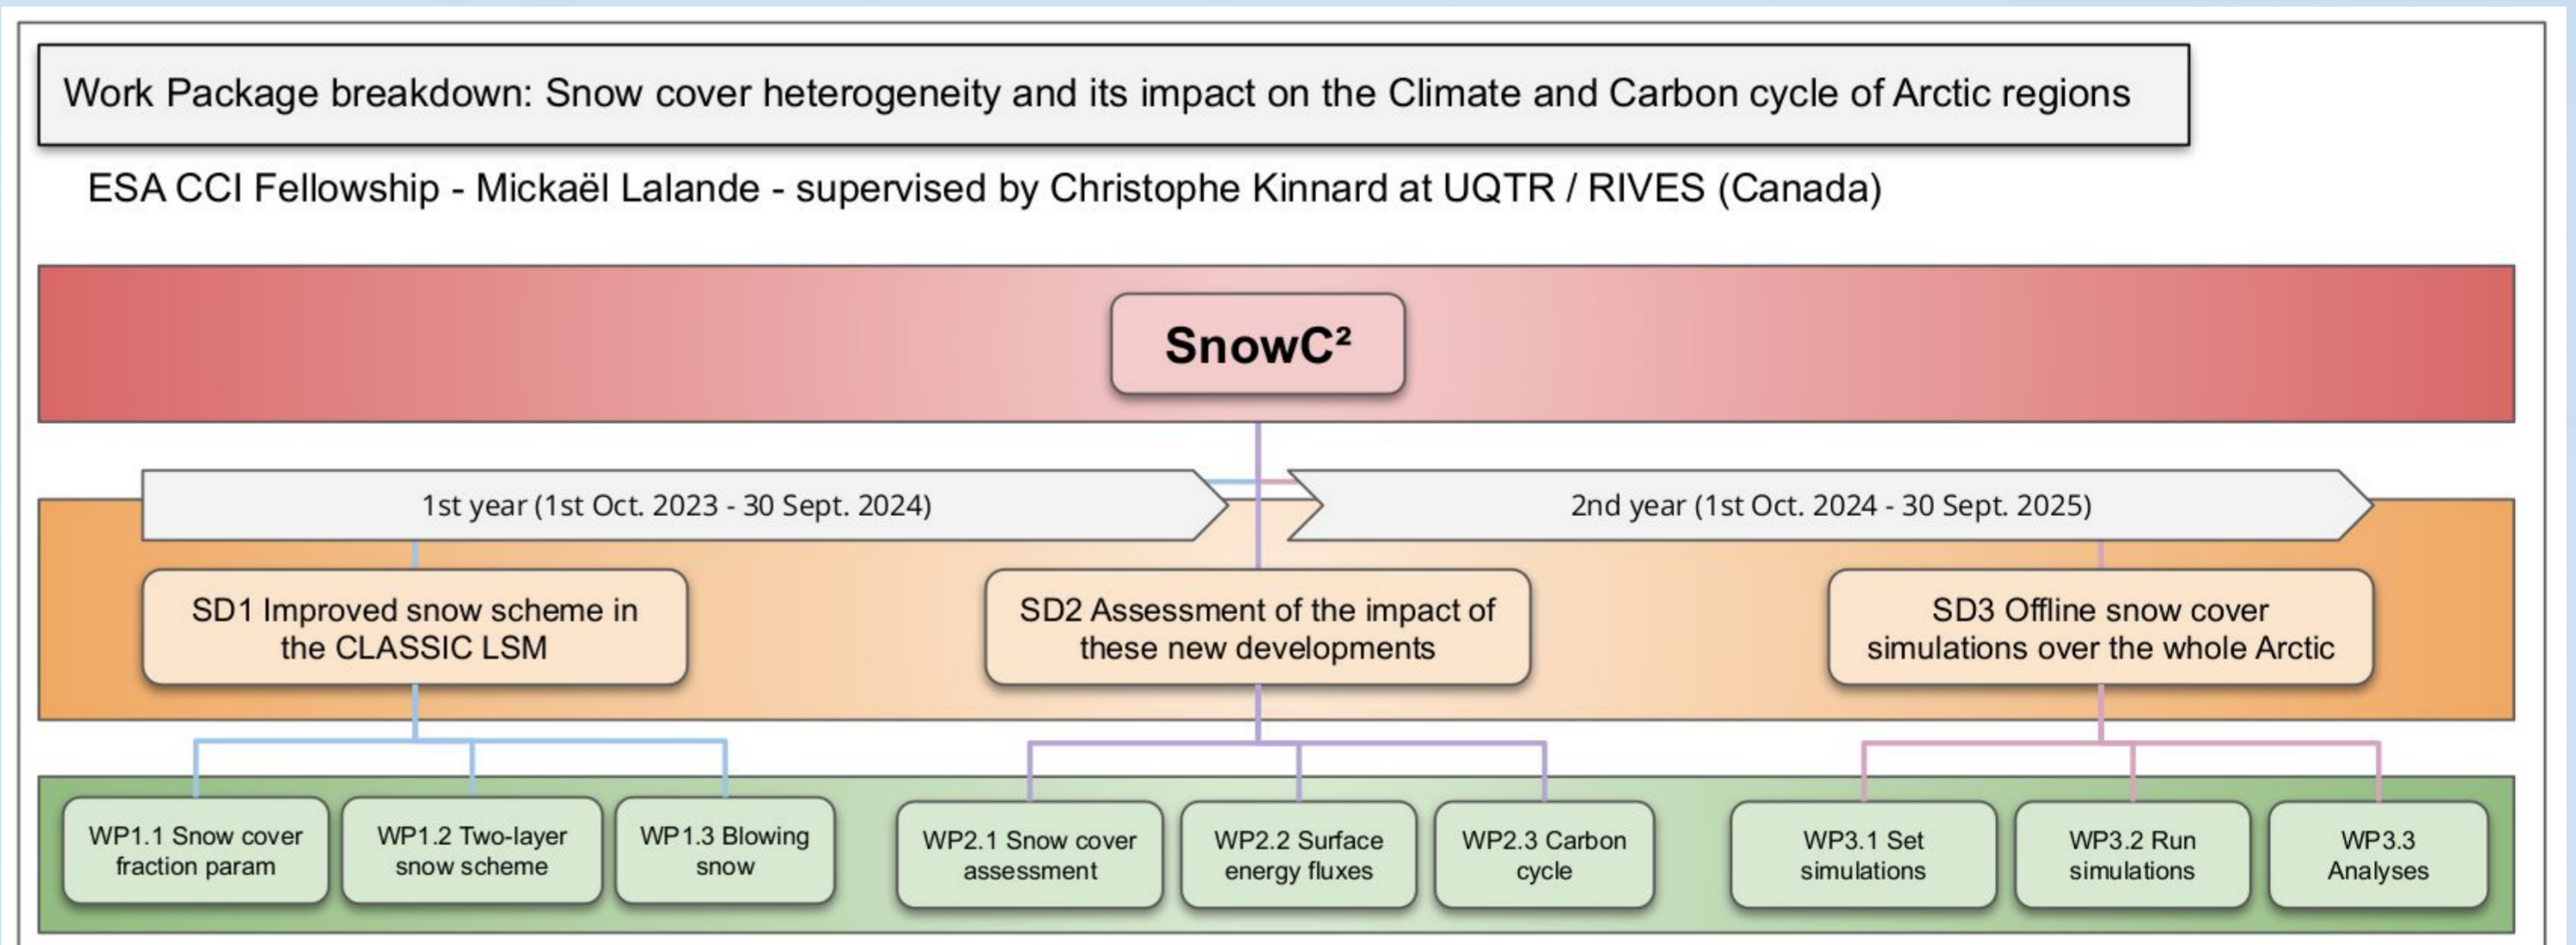 Work Package breakdown: Snow cover heterogeneity and its impact on the Climate and Carbon cycle of Arctic regions
ESA CCI Fellowship - Mickaël Lalande - supervised by Christophe Kinnard at UQTR / RIVES (Canada)
SnowC²
1st year (1st Oct. 2023 - 30 Sept. 2024)
2nd year (1st Oct. 2024 - 30 Sept. 2025)
SD1 Improved snow scheme in
the CLASSIC LSM
SD2 Assessment of the impact of
these new developments
SD3 Offline snow cover
simulations over the whole Arctic
WP1.1 Snow cover
fraction param
WP1.2 Two-layer
snow scheme
WP1.3 Blowing
snow
WP2.1 Snow cover
assessment
WP2.2 Surface
energy fluxes
WP2.3 Carbon
cycle
WP3.1 Set
simulations
WP3.2 Run
simulations
WP3.3
Analyses